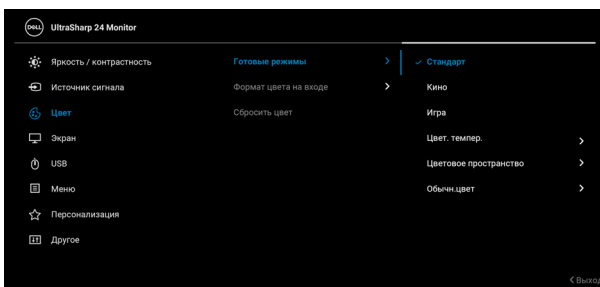 DELL UltraSharp 24 Monitor
Яркость / контрастность
Готовые режимы
Стандарт
Источник сигнала
Формат цвета на входе
Кино
Цвет
Сбросить цвет
Игра
Экран
Цвет. темпер.
USB
Цветовое пространство
Меню
Обычн.цвет
Персонализация
Другое
Выход